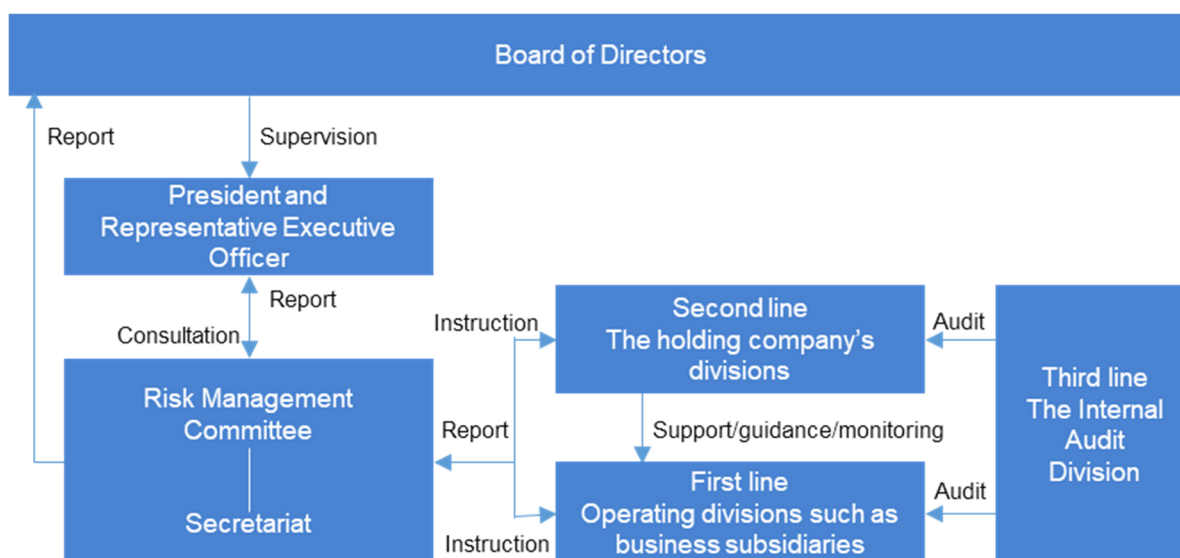 Board of Directors
Report
Supervision
President and
Representative Executive
Officer
Report
Consultation
Instruction
Second line
The holding company's
divisions
Audit
Risk Management
Committee
Secretariat
Report
Support/guidance/monitoring
Third line
The Internal
Audit
Division
First line
Operating divisions such as
business subsidiaries
Audit
Instruction